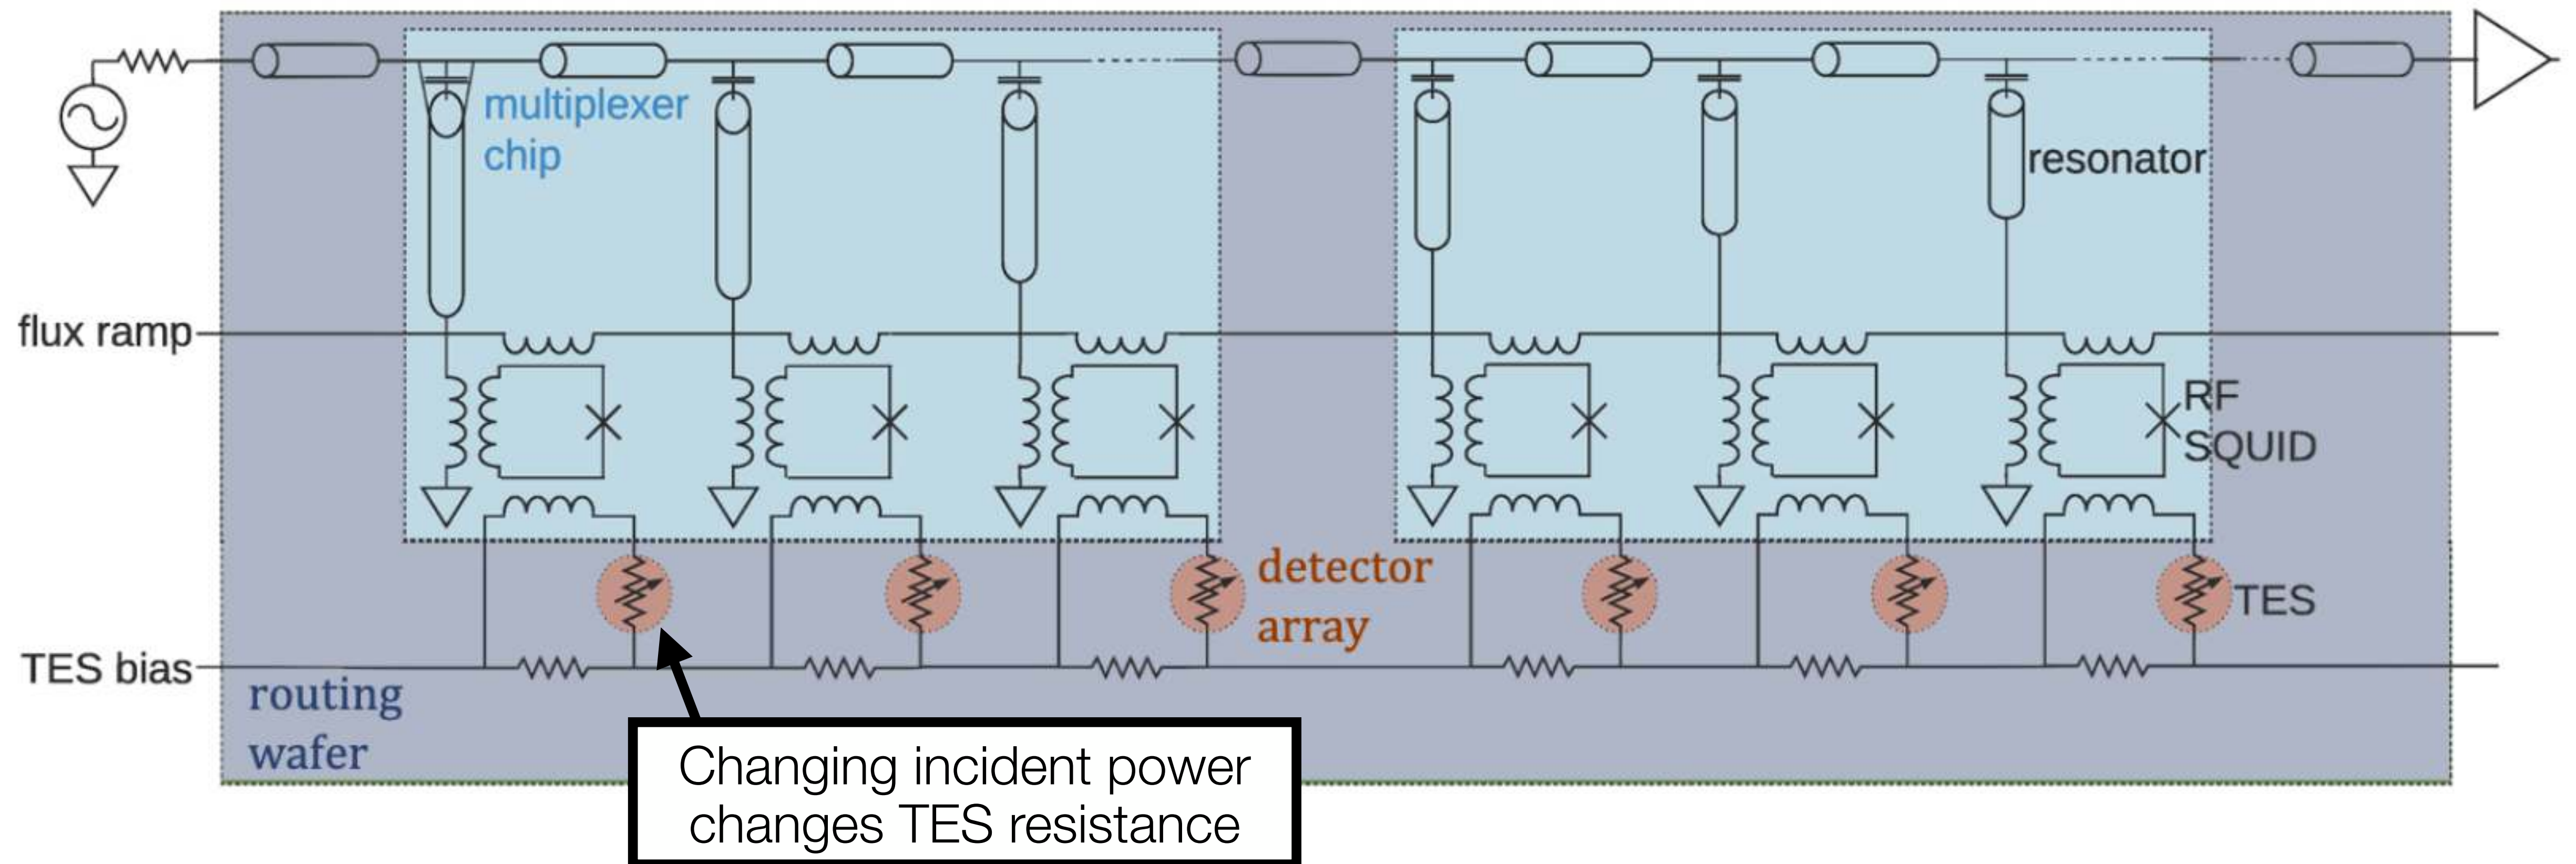 multiplexer
chip
resonator
flux ramp
RF
SQUID
detector
array
TES
TES bias
routing
wafer
Changing incident power
changes TES resistance